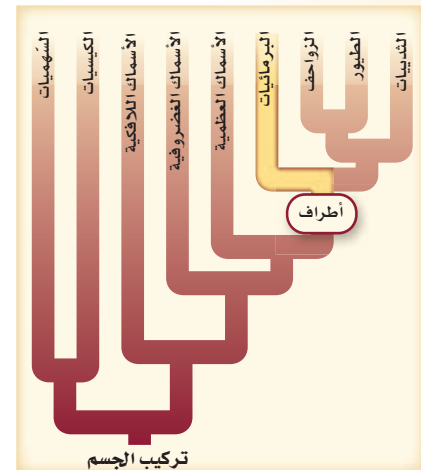 الثدييات
الطيور
الزواحف
البرمائيات
الأسماك العظمية
الأسماك الغضروفية
الأسماك اللافكية
الكيسيات
السهميات
أطراف
تركيب الجسم